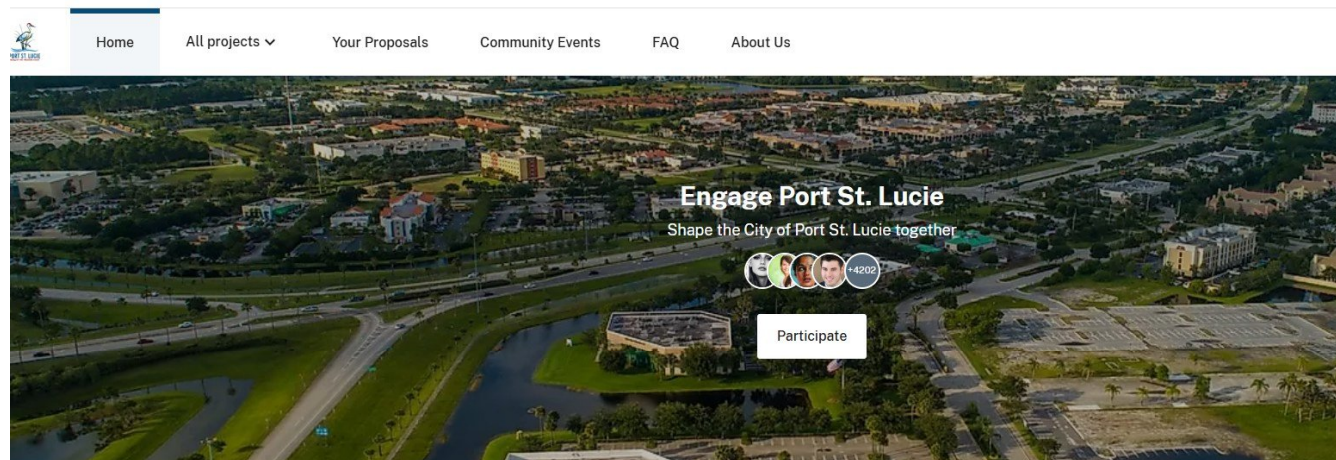 PORT ST. LUCIE
Home
All projects
Your Proposals
Community Events
FAQ
About Us
Engage Port St. Lucie
Shape the City of Port St. Lucie together
+4202
Participate